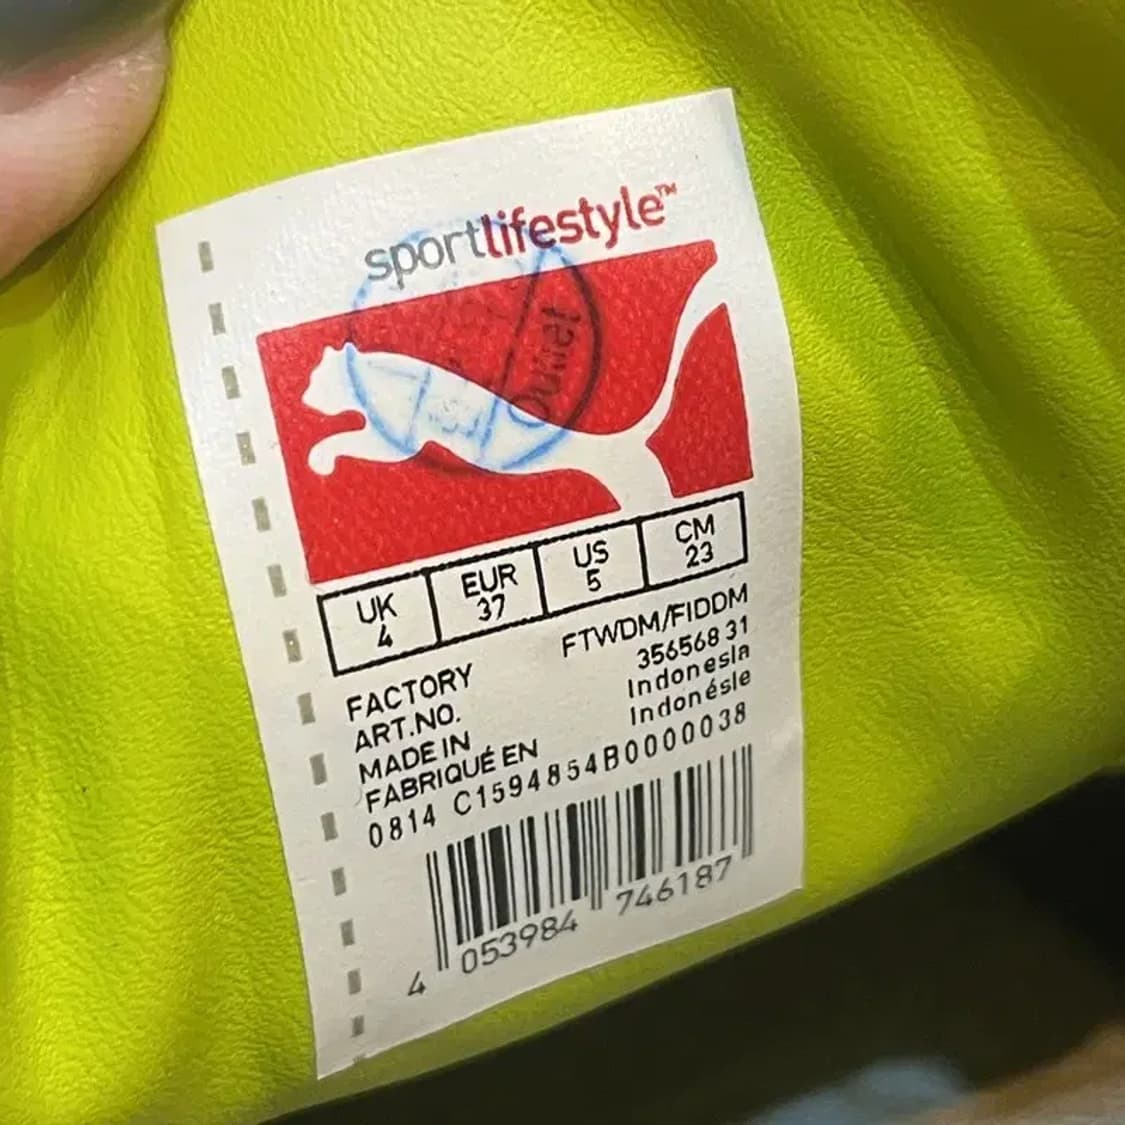 sportlifestyle™
UK EUR US CM
4 37 5 23
FACTORY FTWDM/FIDDM
ART.NO. 356568 31
MADE IN Indonesia
FABRIQUÉ EN Indonésie
0814 C1594854B0000038
4 053984 746187